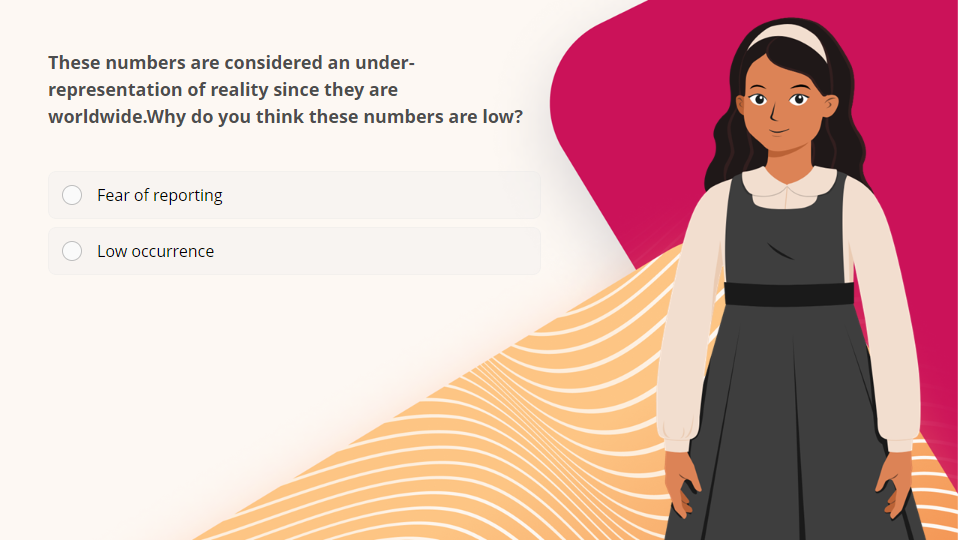 These numbers are considered an under-
representation of reality since they are
worldwide.Why do you think these numbers are low?
Fear of reporting
Low occurrence